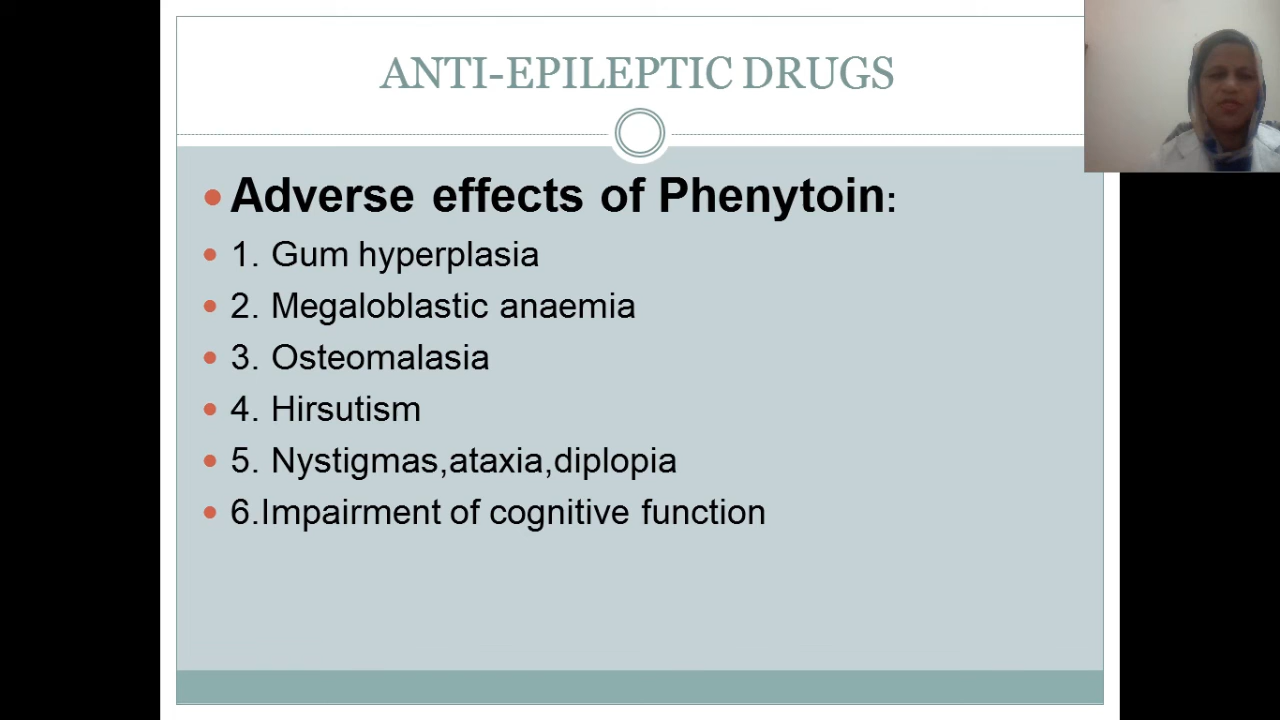 ANTI-EPILEPTIC DRUGS
Adverse effects of Phenytoin:
1. Gum hyperplasia
2. Megaloblastic anaemia
3. Osteomalasia
4. Hirsutism
5. Nystigmas,ataxia,diplopia
6.Impairment of cognitive function